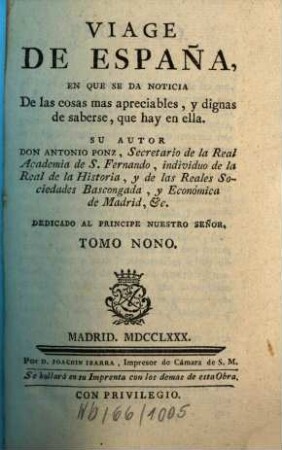 VIAGE
DE ESPAÑA,
EN QUE SE DA NOTICIA
De las cosas mas apreciables, y dignas
de saberse, que hay en ella.
SU AUTOR
DON ANTONIO PONZ, Secretario de la Real
Academia de S. Fernando, individuo de la
Real de la Historia, y de las Reales So-
ciedades Bascongada, y Económica
de Madrid, &c.
DEDICADO AL PRINCIPE NUESTRO SEÑOR,
TOMO NONO.
MADRID. MDCCLXXX.
Por D. JOACHIN IBARRA, Impresor de Cámara de S. M.
Se hallará en su Imprenta con los demas de esta Obra.
CON PRIVILEGIO.
Nb/66/1005